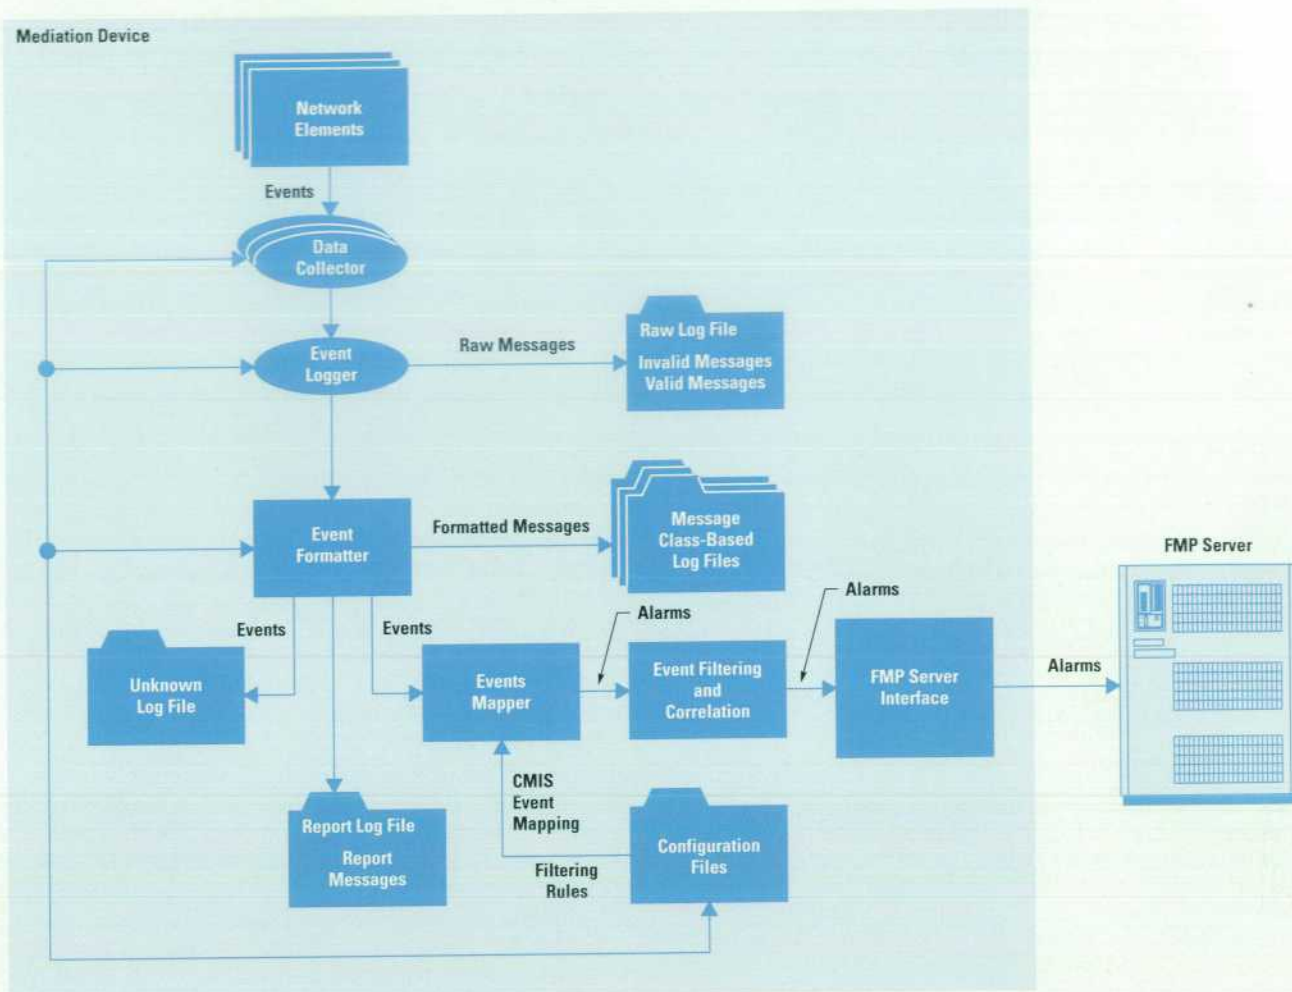 Mediation Device
Network
Elements
Events
Data
Collector
Event
Logger
Raw Messages
Raw Log File
Invalid Messages
Valid Messages
Event
Formatter
Formatted Messages
Message
Class-Based
Log Files
FMP Server
Events
Events
Alarms
Alarms
Unknown
Log File
Events
Mapper
Event Filtering
and
Correlation
FMP Server
Interface
Alarms
CMIS
Event
Mapping
Report Log File
Report
Messages
Filtering
Rules
Configuration
Files